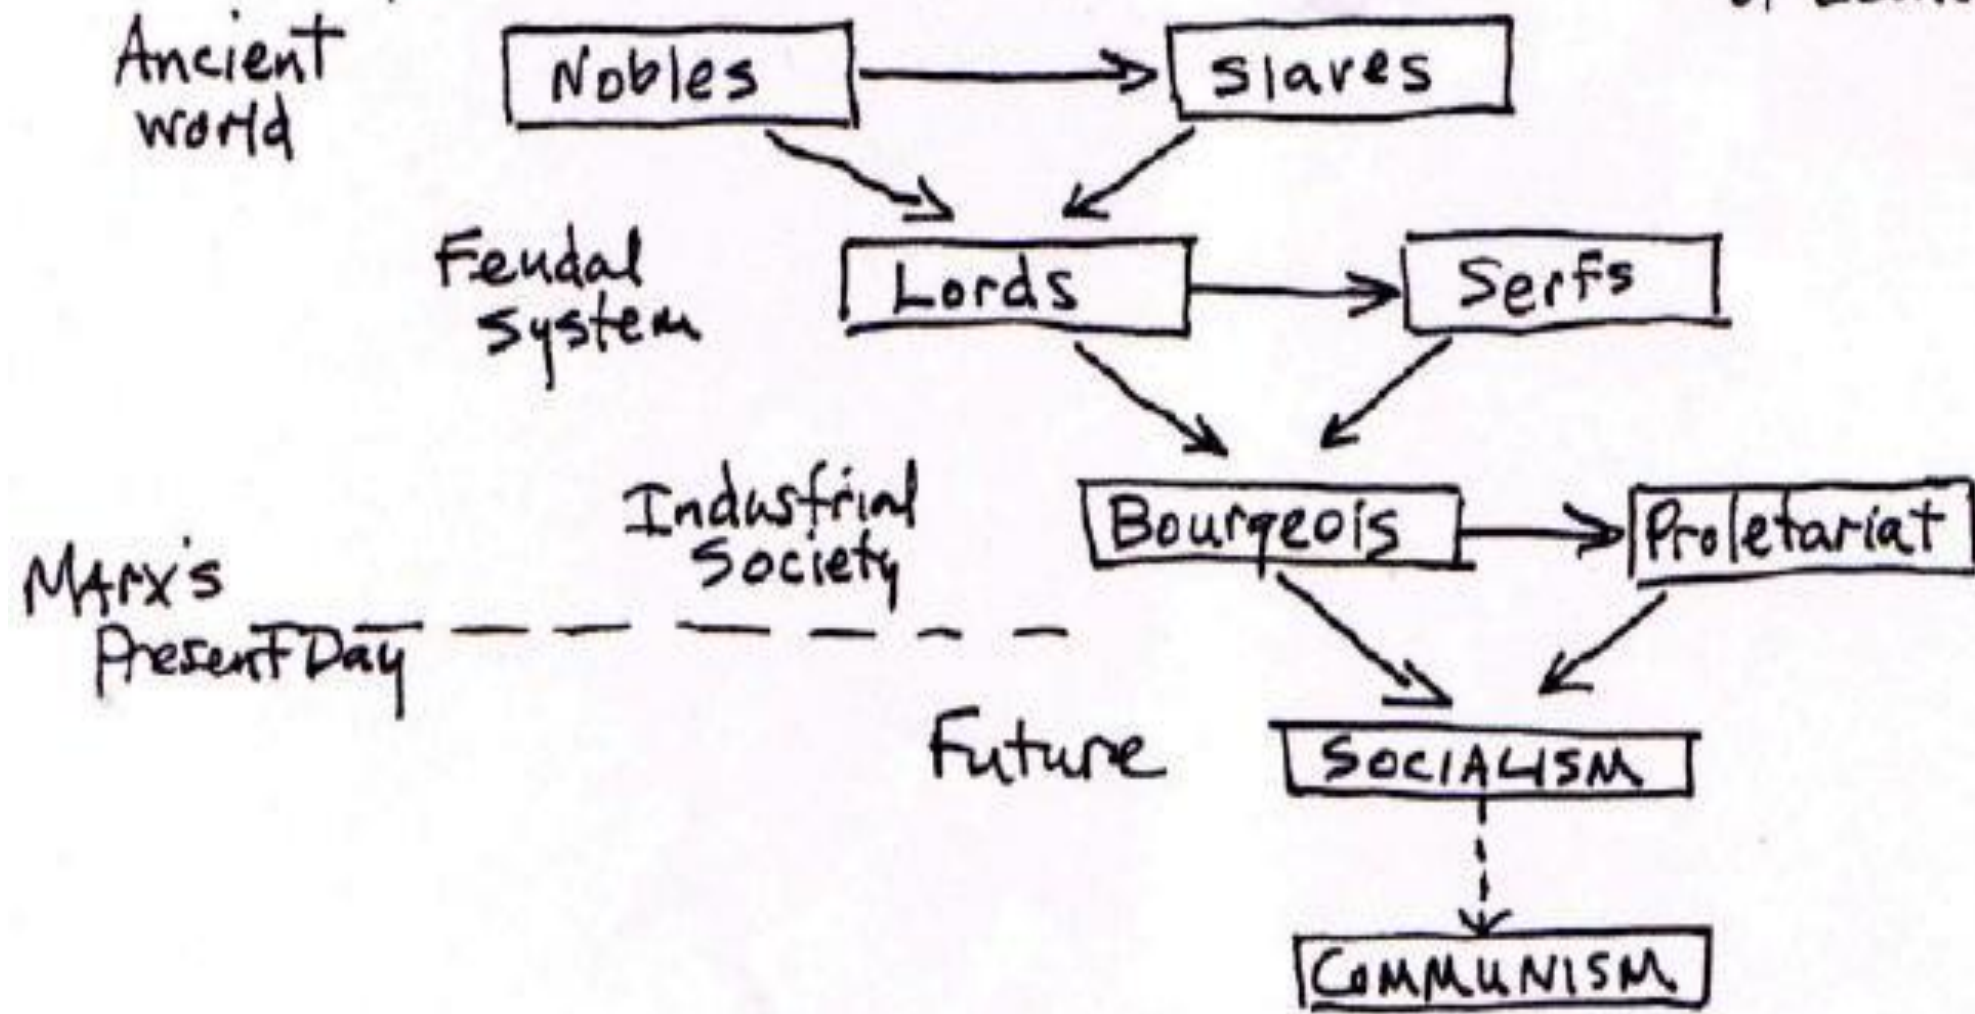 Ancient
world
Nobles
Slaves
Feudal
system
Lords
Serfs
Industrial
Society
Bourgeois
Proletariat
Marx's
Present Day
Future
SOCIALISM
COMMUNISM